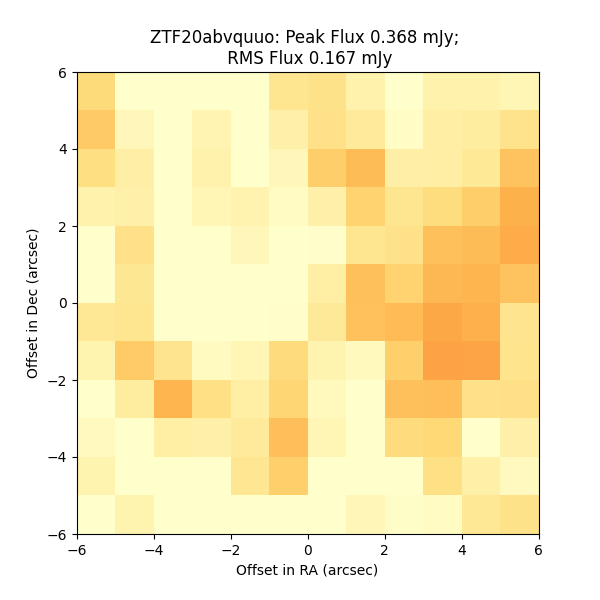 ZTF20abvquuo: Peak Flux 0.368 mJy;
RMS Flux 0.167 mJy
6
4
2
0
−2
−4
−6
Offset in Dec (arcsec)
−6 −4 −2 0 2 4 6
Offset in RA (arcsec)